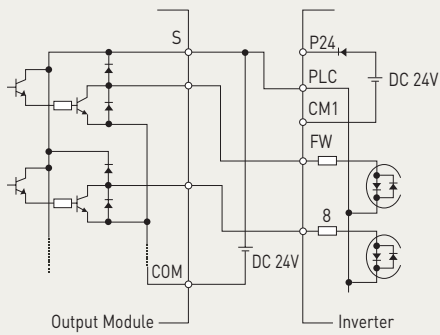 S
P24
PLC
DC 24V
CM1
FW
8
DC 24V
COM
Output Module
Inverter